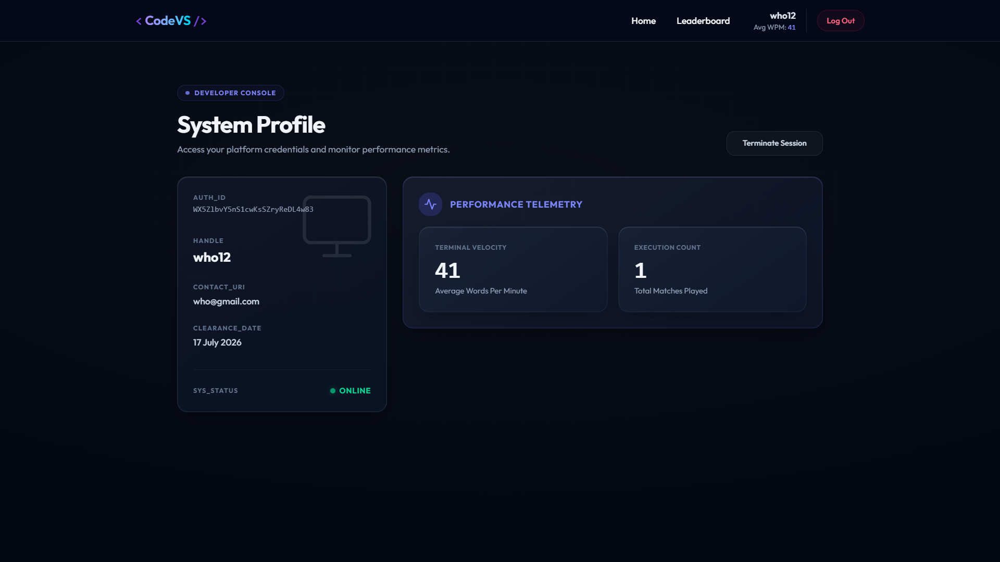 < CodeVS />
Home
Leaderboard
who12
Avg WPM: 41
Log Out
DEVELOPER CONSOLE
System Profile
Access your platform credentials and monitor performance metrics.
Terminate Session
AUTH_ID
WX5ZlbvY5nS1cwKsSZryReDL4w83
HANDLE
who12
CONTACT_URI
who@gmail.com
CLEARANCE_DATE
17 July 2026
SYS_STATUS
ONLINE
PERFORMANCE TELEMETRY
TERMINAL VELOCITY
41
Average Words Per Minute
EXECUTION COUNT
1
Total Matches Played